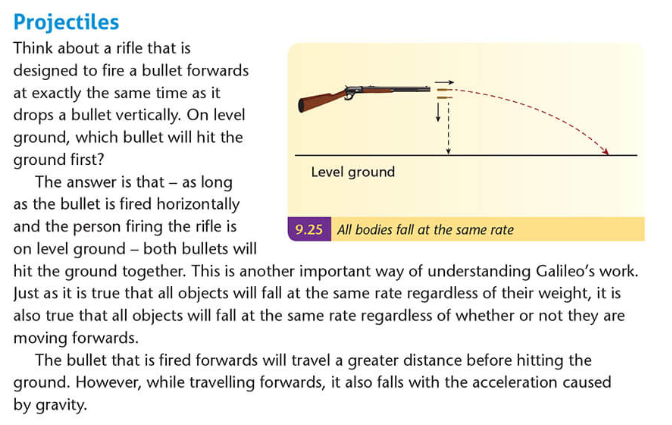 Projectiles
Think about a rifle that is
designed to fire a bullet forwards
at exactly the same time as it
drops a bullet vertically. On level
ground, which bullet will hit the
ground first?
The answer is that – as long
as the bullet is fired horizontally
and the person firing the rifle is
on level ground – both bullets will
hit the ground together. This is another important way of understanding Galileo's work.
Just as it is true that all objects will fall at the same rate regardless of their weight, it is
also true that all objects will fall at the same rate regardless of whether or not they are
moving forwards.
The bullet that is fired forwards will travel a greater distance before hitting the
ground. However, while travelling forwards, it also falls with the acceleration caused
by gravity.
Level ground
9.25 All bodies fall at the same rate